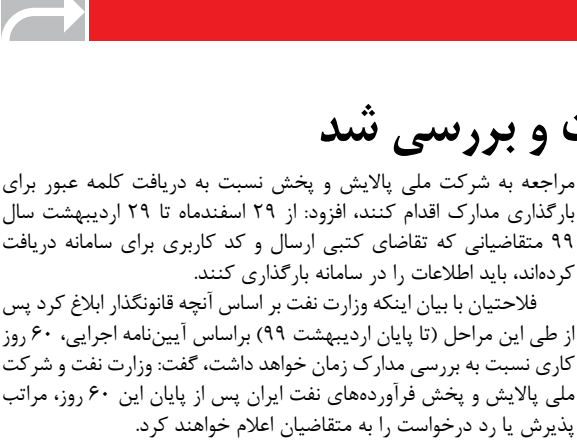 و بررسی شد
مراجعه به شرکت ملی پالایش و پخش نسبت به دریافت کلمه عبور برای
بارگذاری مدارک اقدام کنند، افزود: از ۲۹ اسفندماه تا ۲۹ اردیبهشت سال
۹۹ متقاضیانی که تقاضای کتبی ارسال و کد کاربری برای سامانه دریافت
کرده‌اند، باید اطلاعات را در سامانه بارگذاری کنند.
فلاحتیان با بیان اینکه وزارت نفت بر اساس آنچه قانونگذار ابلاغ کرد پس
از طی این مراحل (تا پایان اردیبهشت ۹۹) براساس آیین‌نامه اجرایی، ۶۰ روز
کاری نسبت به بررسی مدارک زمان خواهد داشت، گفت: وزارت نفت و شرکت
ملی پالایش و پخش فرآورده‌های نفت ایران پس از پایان این ۶۰ روز، مراتب
پذیرش یا رد درخواست را به متقاضیان اعلام خواهند کرد.